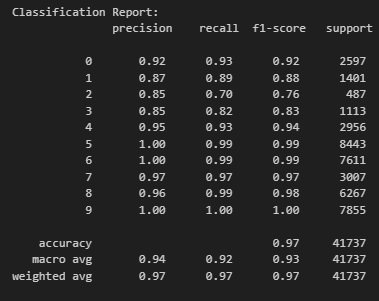 Classification Report:
precision recall f1-score support
0 0.92 0.93 0.92 2597
1 0.87 0.89 0.88 1401
2 0.85 0.70 0.76 487
3 0.85 0.82 0.83 1113
4 0.95 0.93 0.94 2956
5 1.00 0.99 0.99 8443
6 1.00 0.99 0.99 7611
7 0.97 0.97 0.97 3007
8 0.96 0.99 0.98 6267
9 1.00 1.00 1.00 7855
accuracy 0.97 41737
macro avg 0.94 0.92 0.93 41737
weighted avg 0.97 0.97 0.97 41737